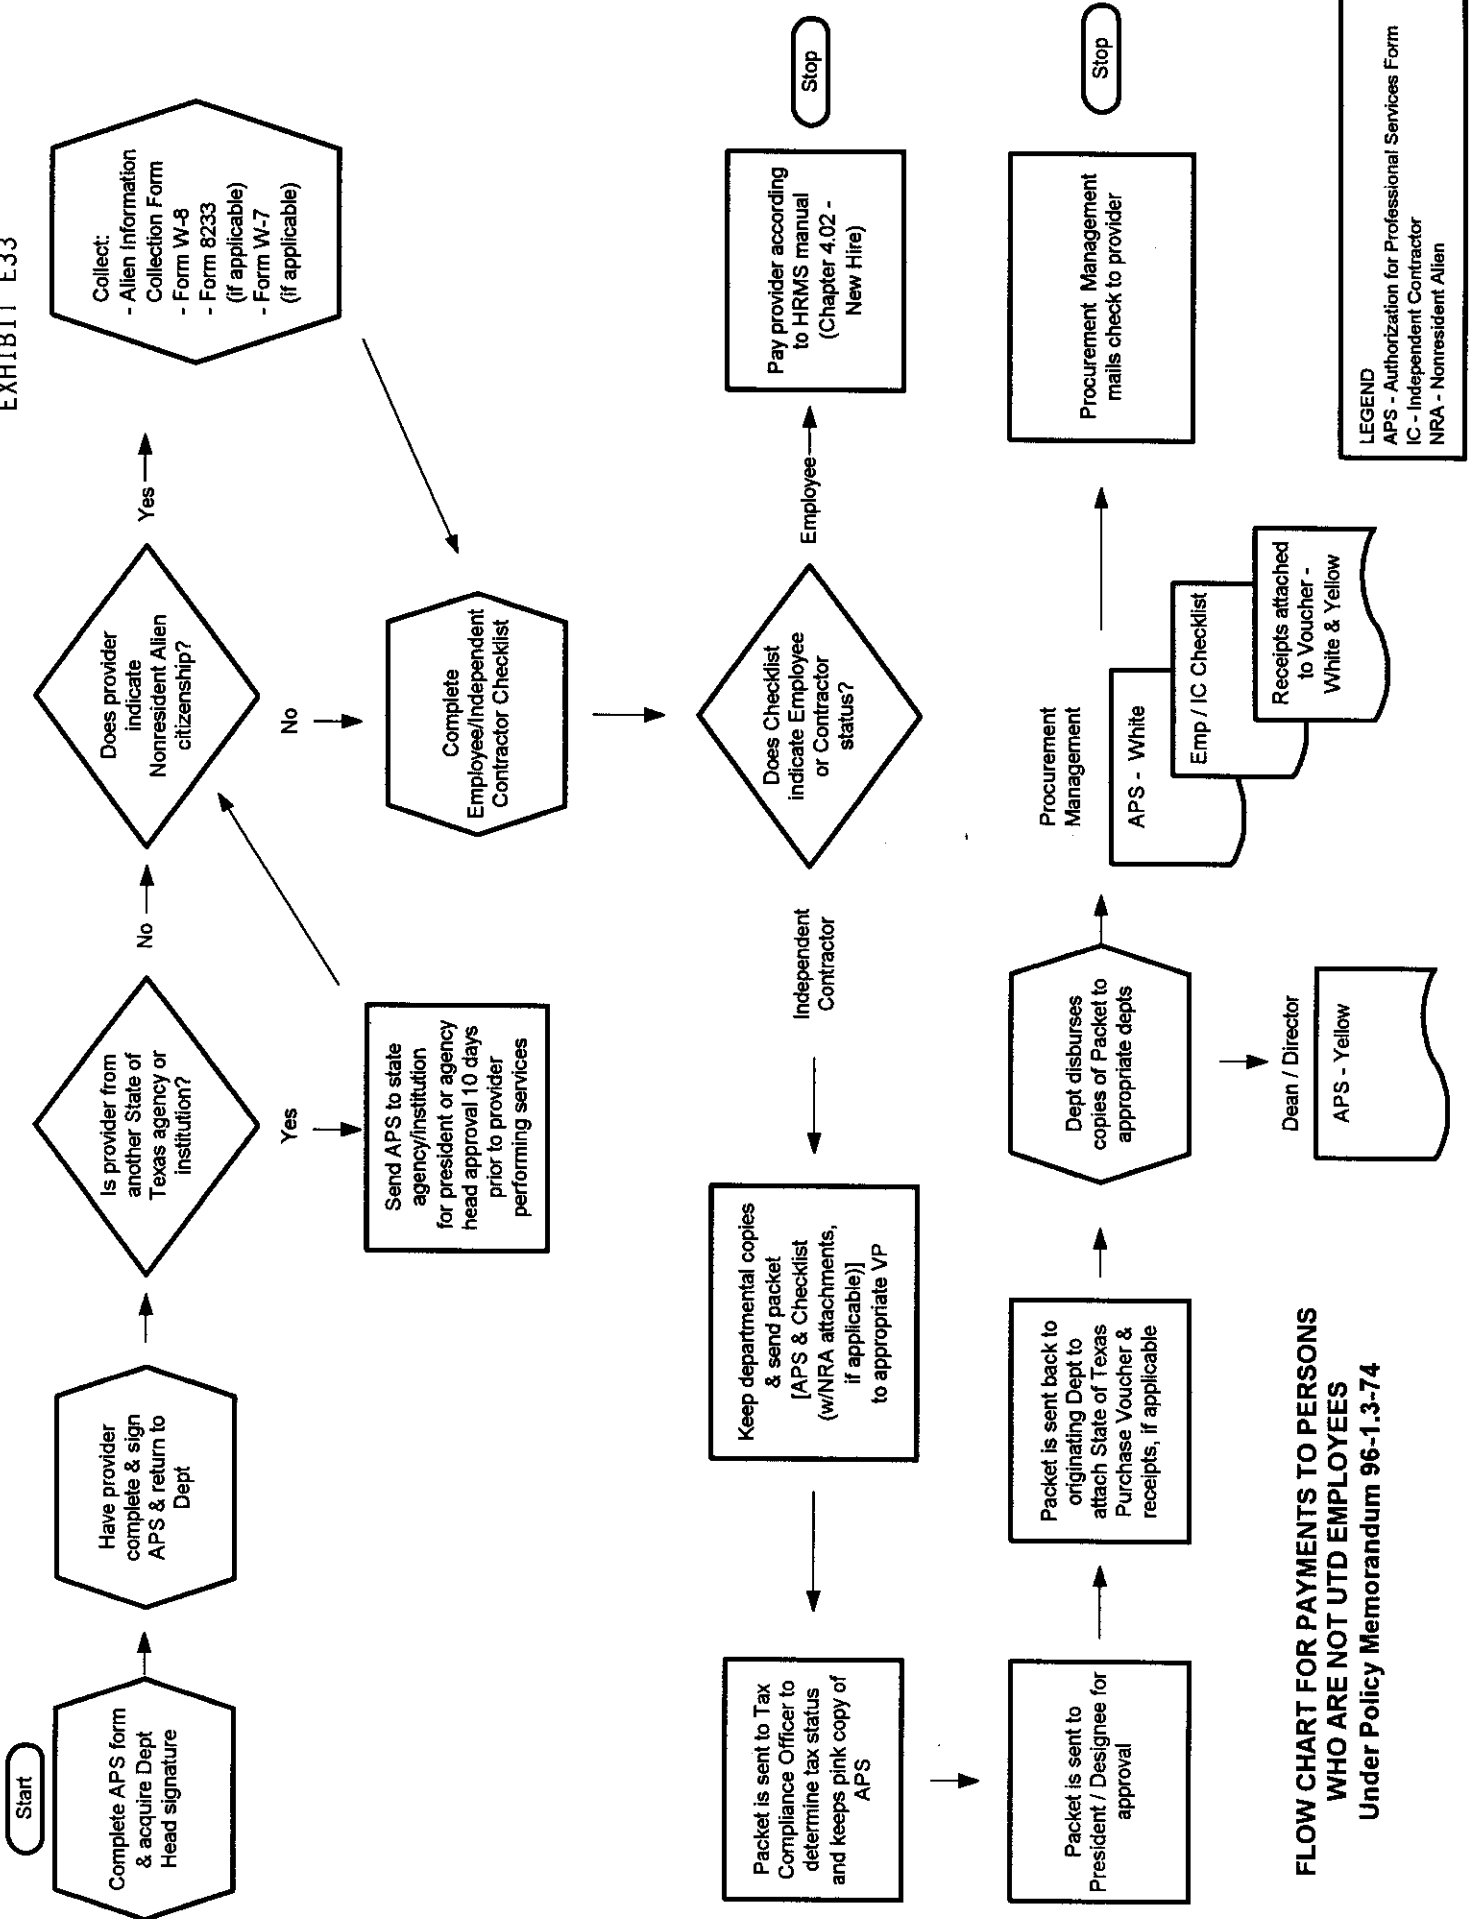 EXHIBIT E33
Start
Complete APS form
& acquire Dept
Head signature
Have provider
complete & sign
APS & return to
Dept
Is provider from
another State of
Texas agency or
institution?
No
Yes
Send APS to state
agency/institution
for president or agency
head approval 10 days
prior to provider
performing services
Does provider
indicate
Nonresident Alien
citizenship?
Yes
No
Collect:
- Alien Information
Collection Form
- Form W-8
- Form 8233
(if applicable)
- Form W-7
(if applicable)
Complete
Employee/Independent
Contractor Checklist
Does Checklist
indicate Employee
or Contractor
status?
Employee
Pay provider according
to HRMS manual
(Chapter 4.02 -
New Hire)
Stop
Independent
Contractor
Keep departmental copies
& send packet
[APS & Checklist
(w/NRA attachments,
if applicable)]
to appropriate VP
Packet is sent to Tax
Compliance Officer to
determine tax status
and keeps pink copy of
APS
Packet is sent to
President / Designee for
approval
Packet is sent back to
originating Dept to
attach State of Texas
Purchase Voucher &
receipts, if applicable
Dept disburses
copies of Packet to
appropriate depts
Dean / Director
APS - Yellow
Procurement
Management
APS - White
Emp / IC Checklist
Receipts attached
to Voucher -
White & Yellow
Procurement Management
mails check to provider
Stop
FLOW CHART FOR PAYMENTS TO PERSONS
WHO ARE NOT UTD EMPLOYEES
Under Policy Memorandum 96-1.3-74
LEGEND
APS - Authorization for Professional Services Form
IC - Independent Contractor
NRA - Nonresident Alien